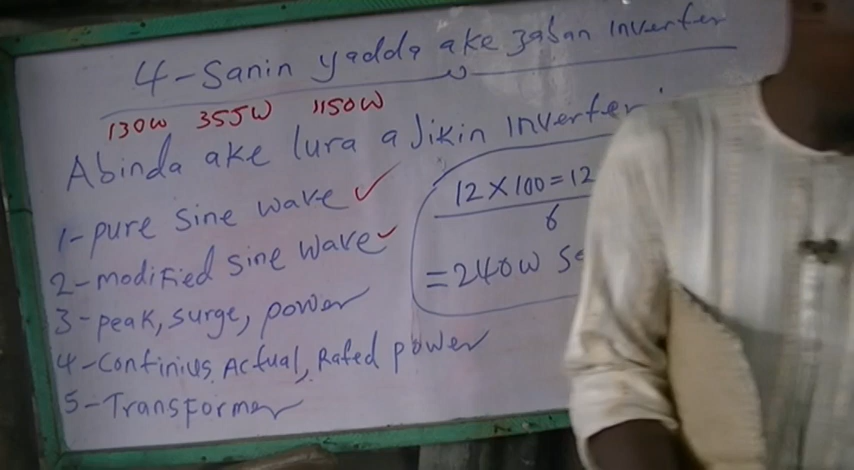 4-Sanin yadda ake zaban inverter
130W 355W 1150W
Abinda ake lura a Jikin inverter
1-pure sine wave ✓
2-modified sine wave ✓
3-peak, surge, power
4-Continius Actual, Rated power
5-Transformer
12×100=12
6
=240W